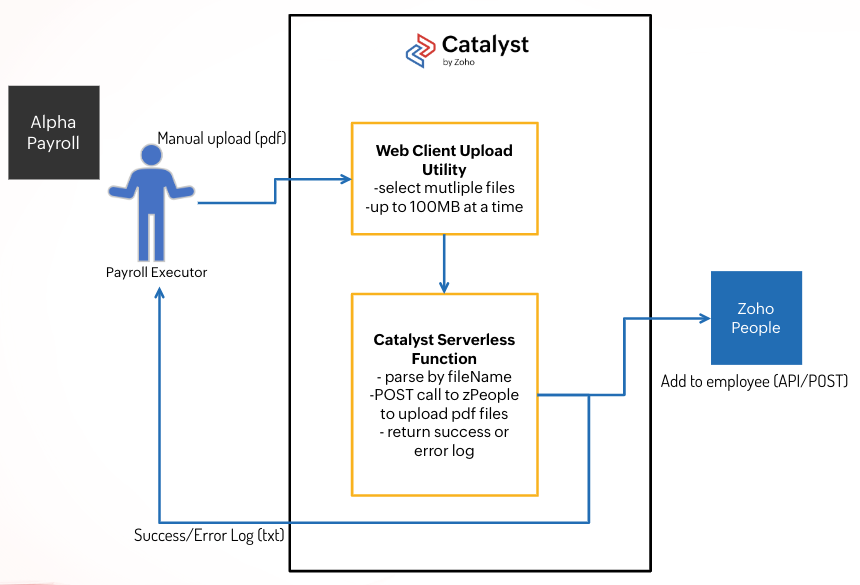 Catalyst
by Zoho
Alpha
Payroll
Manual upload (pdf)
Web Client Upload
Utility
-select mutliple files
-up to 100MB at a time
Payroll Executor
Catalyst Serverless
Function
- parse by fileName
-POST call to zPeople
to upload pdf files
- return success or
error log
Zoho
People
Add to employee (API/POST)
Success/Error Log (txt)